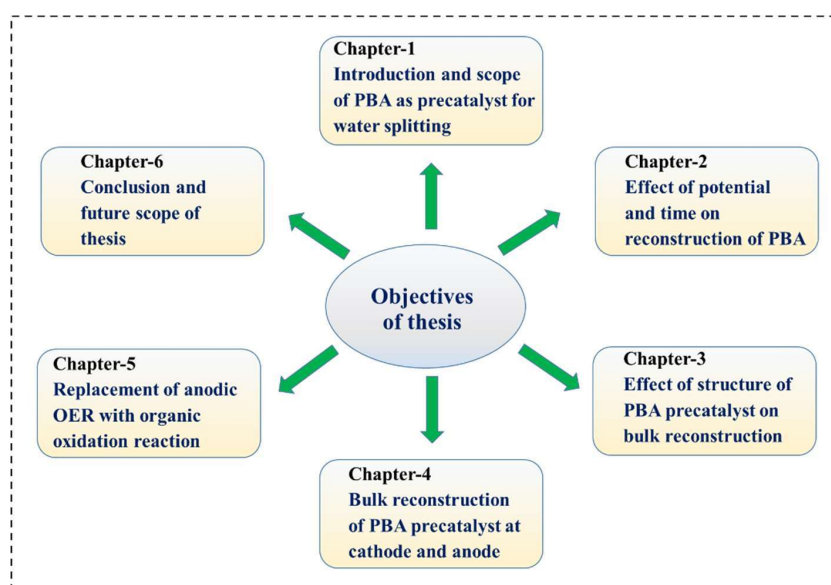 Chapter-1
Introduction and scope
of PBA as precatalyst for
water splitting
Chapter-6
Conclusion and
future scope of
thesis
Chapter-2
Effect of potential
and time on
reconstruction of PBA
Objectives
of thesis
Chapter-5
Replacement of anodic
OER with organic
oxidation reaction
Chapter-3
Effect of structure of
PBA precatalyst on
bulk reconstruction
Chapter-4
Bulk reconstruction
of PBA precatalyst at
cathode and anode